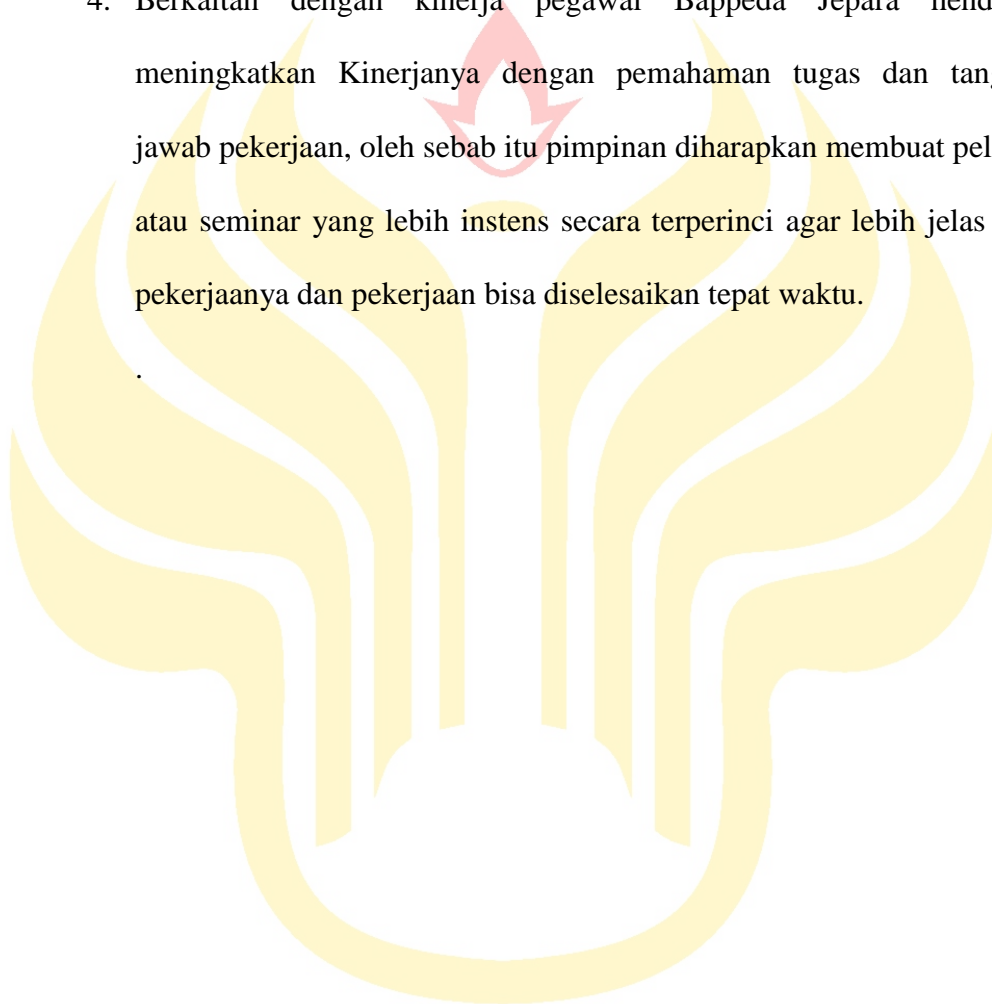 4. Berkaitan dengan kinerja pegawai Bappeda Jepara hend
meningkatkan Kinerjanya dengan pemahaman tugas dan tang
jawab pekerjaan, oleh sebab itu pimpinan diharapkan membuat pel
atau seminar yang lebih instens secara terperinci agar lebih jelas
pekerjaanya dan pekerjaan bisa diselesaikan tepat waktu.
.